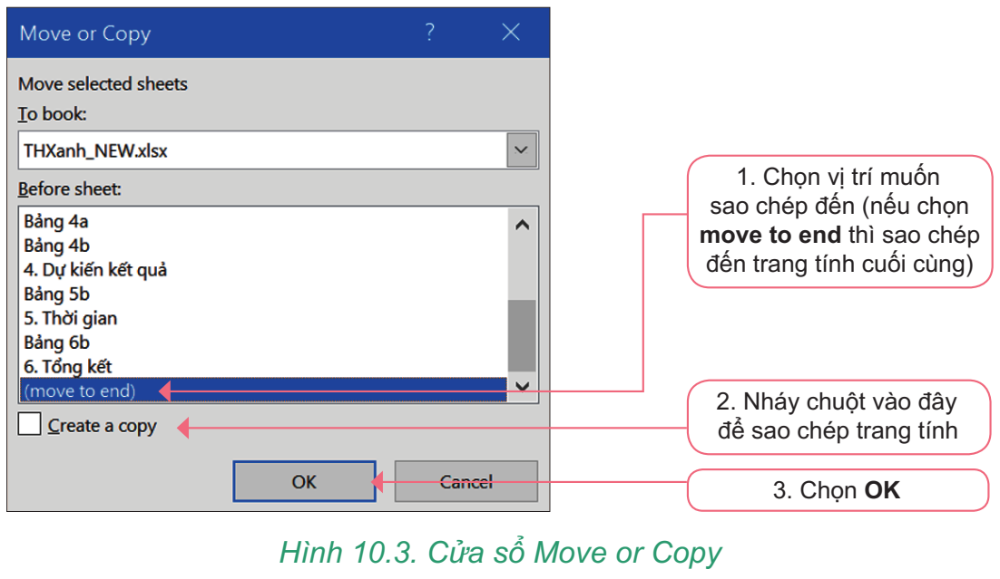 Move or Copy ?
Move selected sheets
To book:
THXanh_NEW.xlsx
Before sheet:
Bảng 4a
Bảng 4b
4. Dự kiến kết quả
Bảng 5b
5. Thời gian
Bảng 6b
6. Tổng kết
(move to end)
Create a copy
OK
Cancel
1. Chọn vị trí muốn
sao chép đến (nếu chọn
move to end thì sao chép
đến trang tính cuối cùng)
2. Nháy chuột vào đây
để sao chép trang tính
3. Chọn OK
Hình 10.3. Cửa sổ Move or Copy